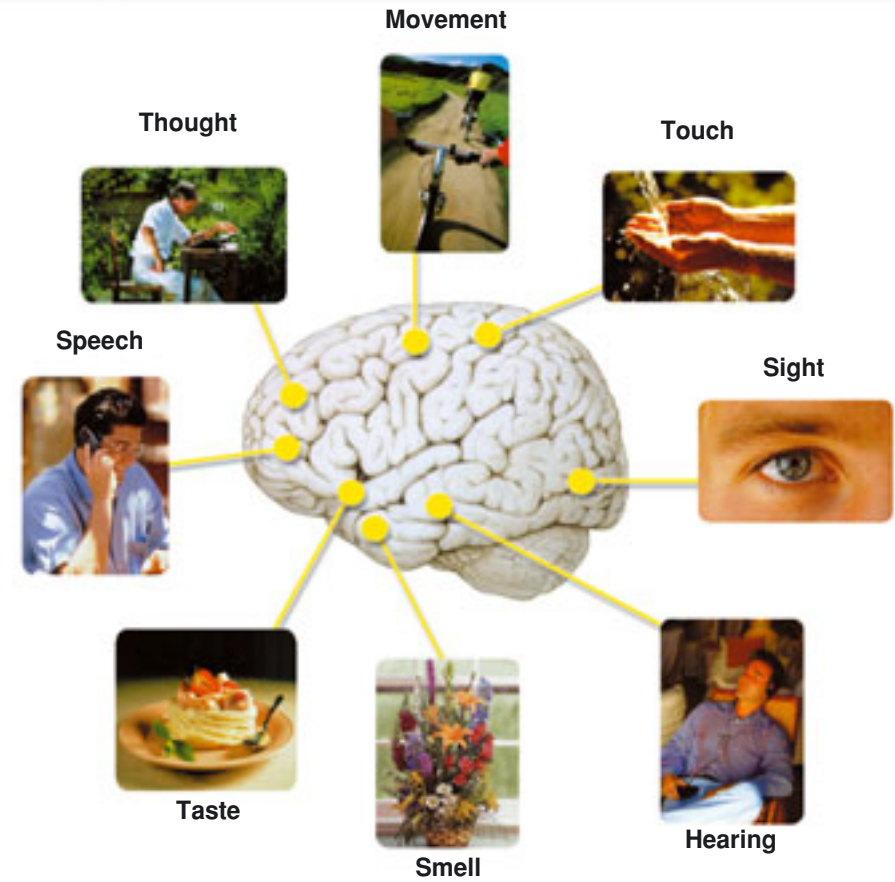 Movement
Thought
Touch
Speech
Sight
Taste
Hearing
Smell